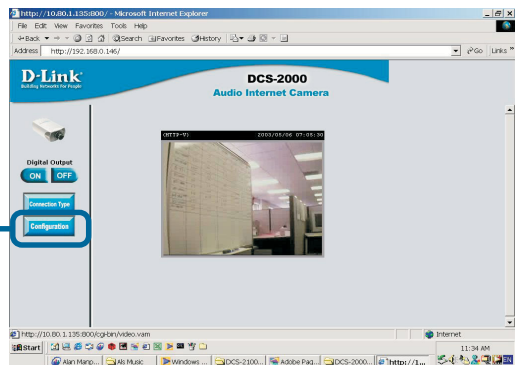 http://10.80.1.135:800/ - Microsoft Internet Explorer
File Edit View Favorites Tools Help
Back Search Favorites History
Address http://192.168.0.146/ Go Links »
D-Link
Building Networks for People
DCS-2000
Audio Internet Camera
(HTTP-V) 2003/05/06 07:05:30
Digital Output
ON OFF
Connection Type
Configuration
http://10.80.1.135:800/cgi-bin/video.vam Internet
Start 11:34 AM
Alan Manp... Als Music Windows ... DCS-2100... Adobe Pag... DCS-2000... http://1... EN